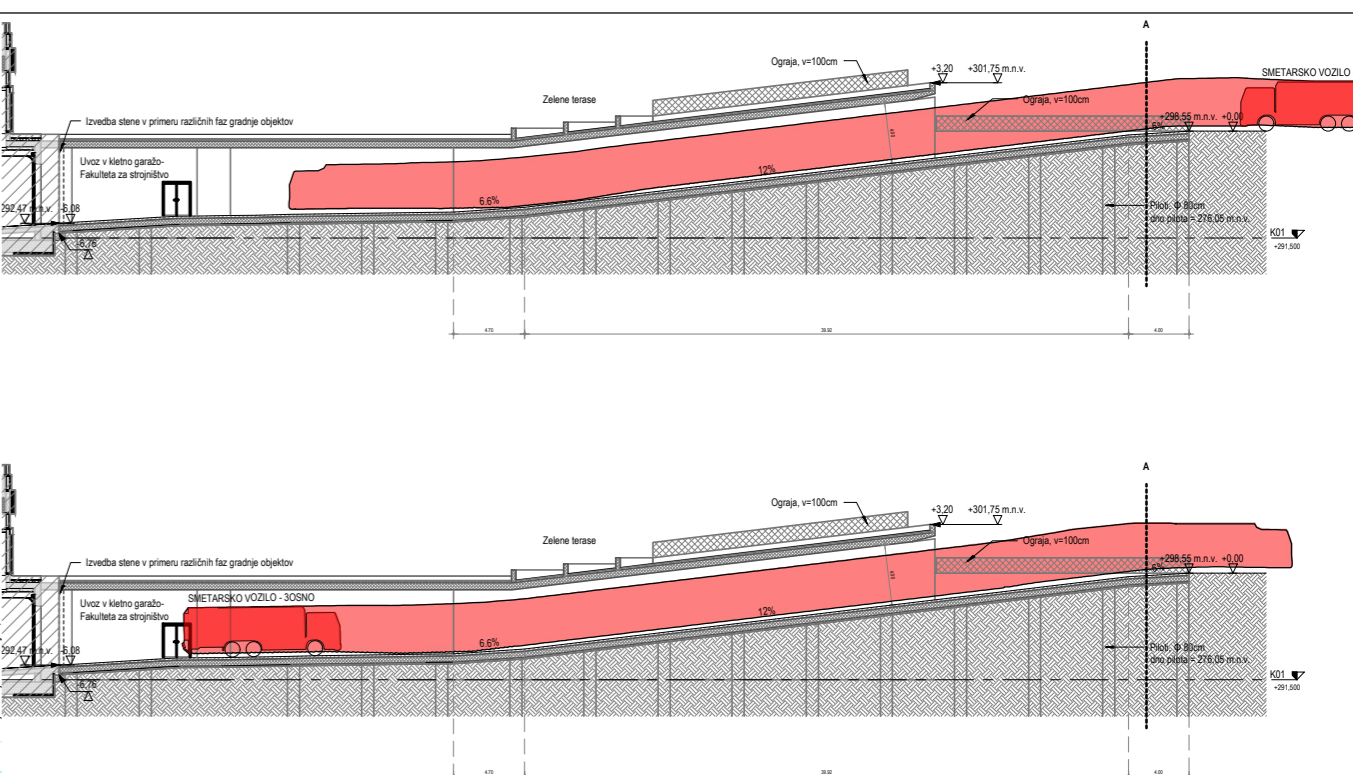 A
Ograja, v=100cm
+3,20 +301,75 m.n.v.
SMETARSKO VOZILO
Zelene terase
Ograja, v=100cm
Izvedba stene v primeru različnih faz gradnje objektov
+298,55 m.n.v. +0,00
6%
Uvoz v kletno garažo-
Fakulteta za strojništvo
12%
6.6%
292,47 m.n.v. -6,08
Piloti, Φ 80cm
dno pilota = 276,05 m.n.v.
-6,76
K01
+291,500
4.70
4.00
A
Ograja, v=100cm
+3,20 +301,75 m.n.v.
Zelene terase
Ograja, v=100cm
Izvedba stene v primeru različnih faz gradnje objektov
+298,55 m.n.v. +0,00
6%
Uvoz v kletno garažo-
Fakulteta za strojništvo
SMETARSKO VOZILO - 3OSNO
12%
6.6%
292,47 m.n.v. -6,08
Piloti, Φ 80cm
dno pilota = 276,05 m.n.v.
-6,76
K01
+291,500
4.70
4.00